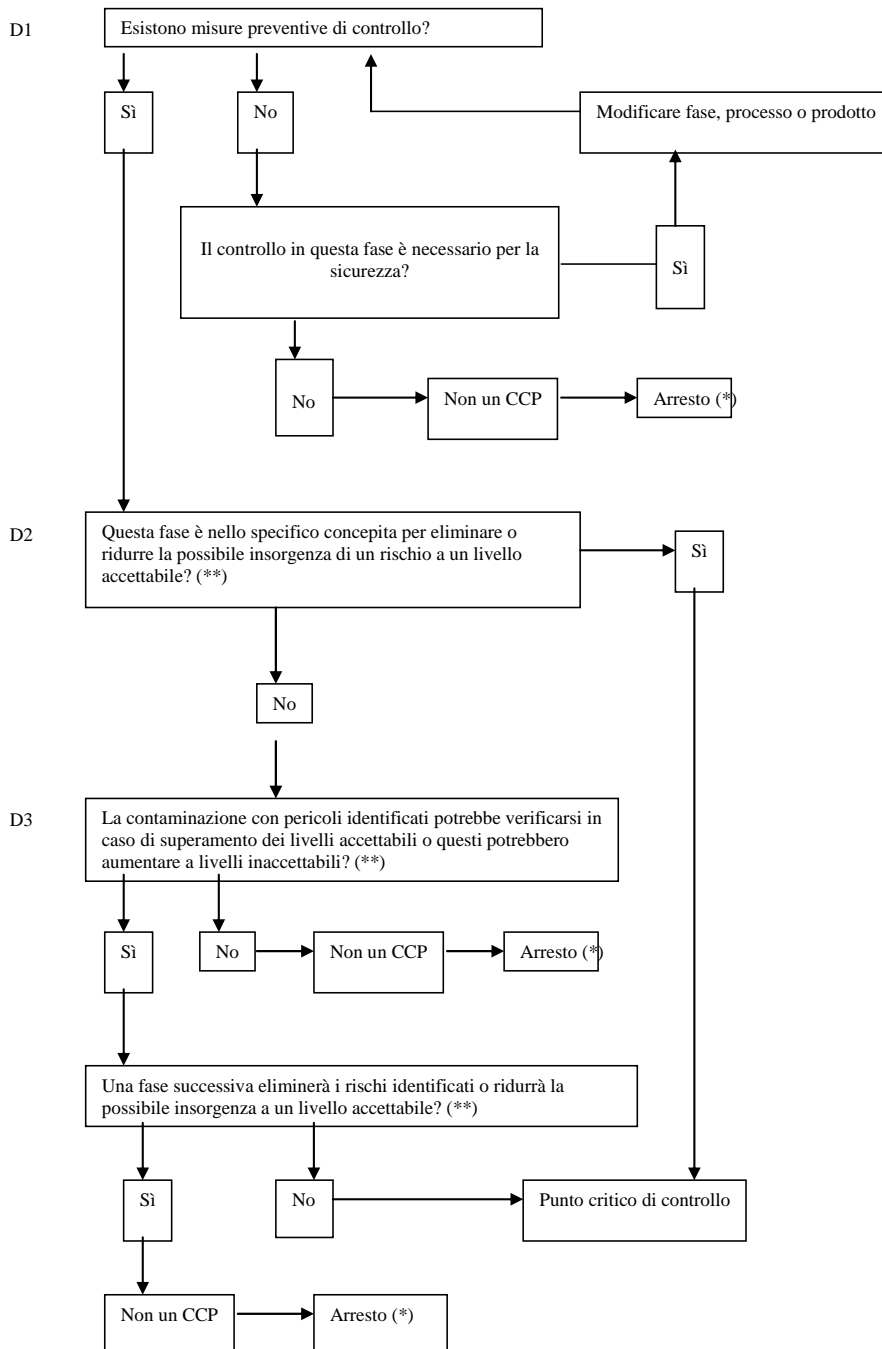 D1
Esistono misure preventive di controllo?
Sì
No
Modificare fase, processo o prodotto
Il controllo in questa fase è necessario per la
sicurezza?
Sì
No
Non un CCP
Arresto (*)
D2
Questa fase è nello specifico concepita per eliminare o
ridurre la possibile insorgenza di un rischio a un livello
accettabile? (**)
Sì
No
D3
La contaminazione con pericoli identificati potrebbe verificarsi in
caso di superamento dei livelli accettabili o questi potrebbero
aumentare a livelli inaccettabili? (**)
Sì
No
Non un CCP
Arresto (*)
Una fase successiva eliminerà i rischi identificati o ridurrà la
possibile insorgenza a un livello accettabile? (**)
Sì
No
Punto critico di controllo
Non un CCP
Arresto (*)